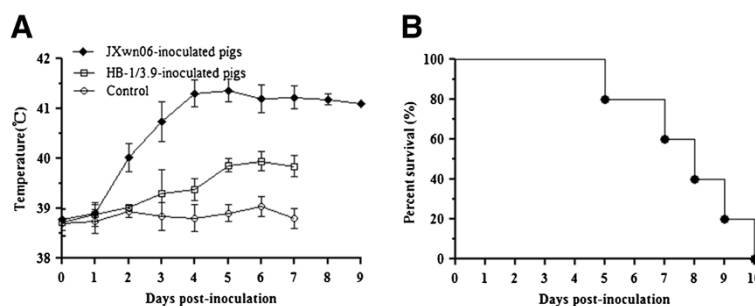 A
JXwn06-inoculated pigs
HB-1/3.9-inoculated pigs
Control
Temperature(℃)
42
41
40
39
38
0 1 2 3 4 5 6 7 8 9
Days post-inoculation
B
Percent survival (%)
100
80
60
40
20
0
0 1 2 3 4 5 6 7 8 9 10
Days post-inoculation